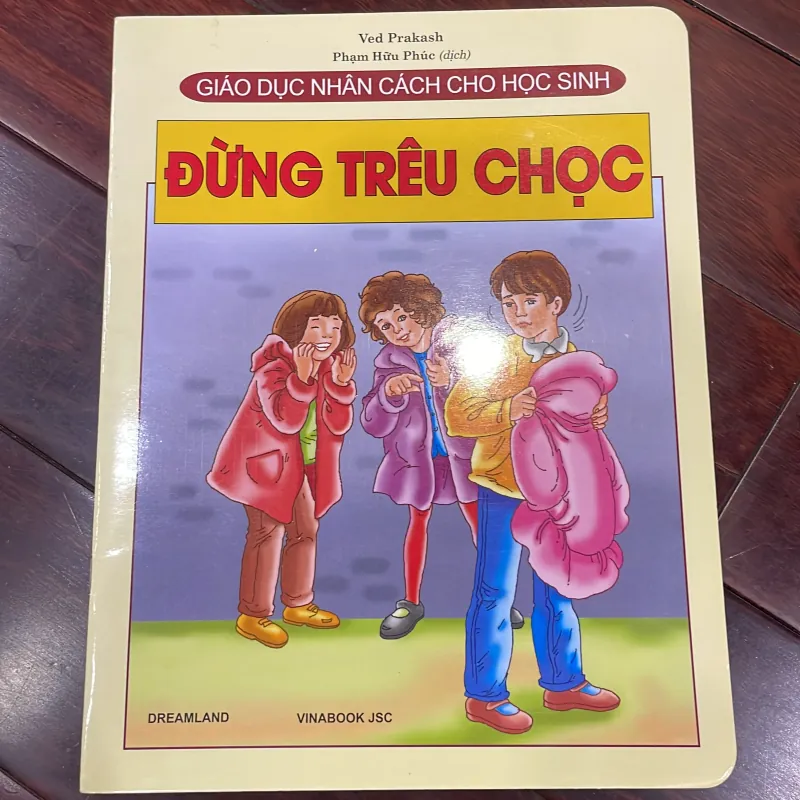 Ved Prakash
Phạm Hữu Phúc (dịch)
GIÁO DỤC NHÂN CÁCH CHO HỌC SINH
ĐỪNG TRÊU CHỌC
DREAMLAND VINABOOK JSC